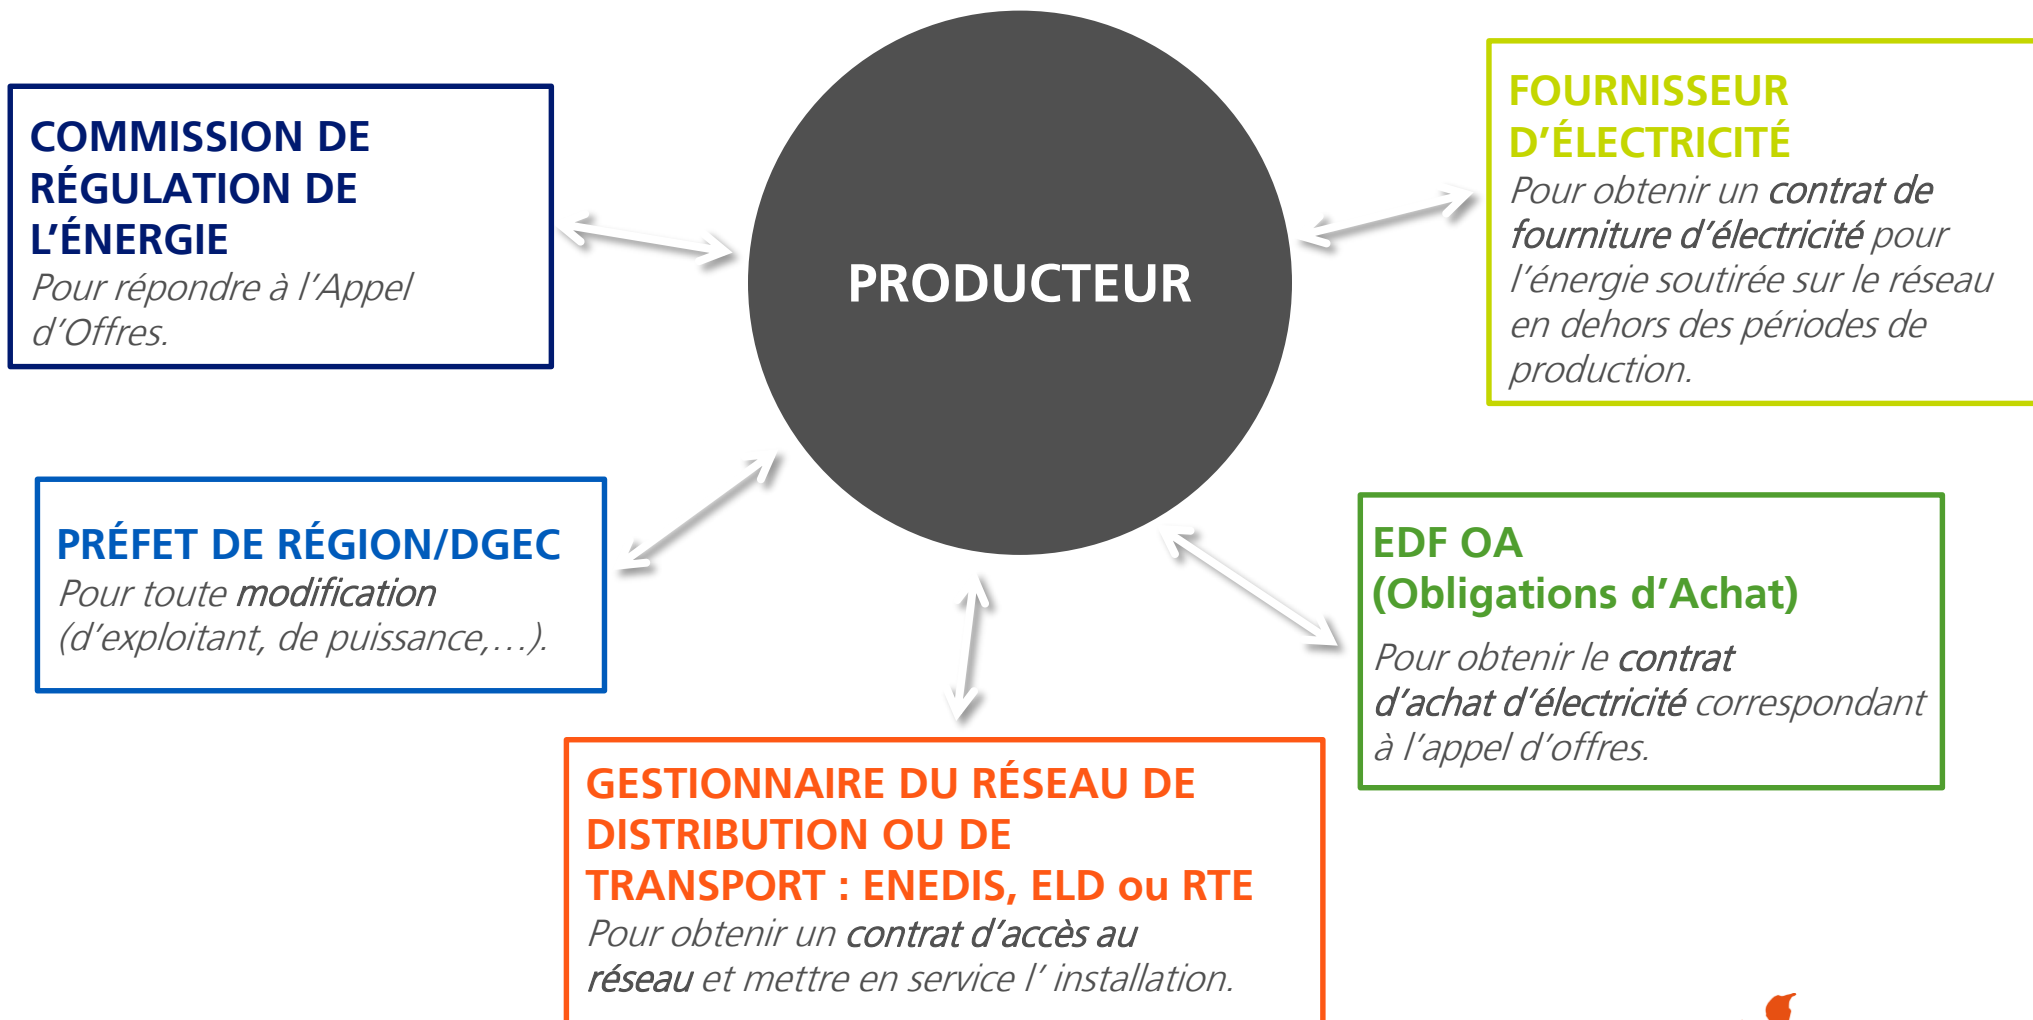 COMMISSION DE
RÉGULATION DE
L’ÉNERGIE
Pour répondre à l’Appel
d’Offres.
PRODUCTEUR
FOURNISSEUR
D’ÉLECTRICITÉ
Pour obtenir un contrat de
fourniture d’électricité pour
l’énergie soutirée sur le réseau
en dehors des périodes de
production.
PRÉFET DE RÉGION/DGEC
Pour toute modification
(d’exploitant, de puissance,…).
EDF OA
(Obligations d’Achat)
Pour obtenir le contrat
d’achat d’électricité correspondant
à l’appel d’offres.
GESTIONNAIRE DU RÉSEAU DE
DISTRIBUTION OU DE
TRANSPORT : ENEDIS, ELD ou RTE
Pour obtenir un contrat d’accès au
réseau et mettre en service l’ installation.